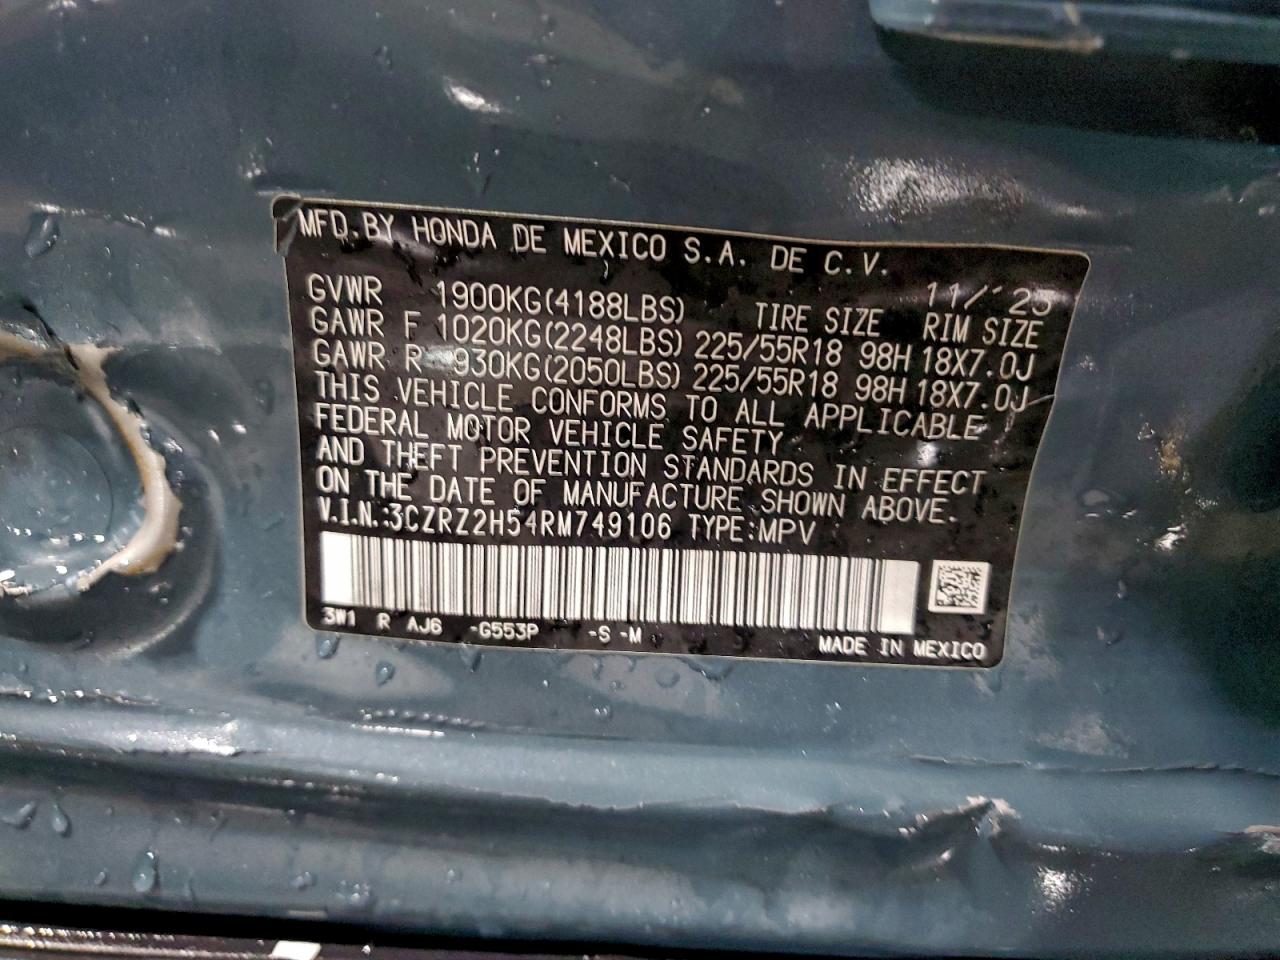 MFD. BY HONDA DE MEXICO S.A. DE C.V.
11/'23
GVWR 1900KG(4188LBS) TIRE SIZE RIM SIZE
GAWR F 1020KG(2248LBS) 225/55R18 98H 18X7.0J
GAWR R 930KG(2050LBS) 225/55R18 98H 18X7.0J
THIS VEHICLE CONFORMS TO ALL APPLICABLE
FEDERAL MOTOR VEHICLE SAFETY
AND THEFT PREVENTION STANDARDS IN EFFECT
ON THE DATE OF MANUFACTURE SHOWN ABOVE.
V.I.N.:3CZRZ2H54RM749106 TYPE:MPV
3W1 R AJ6 -G553P -S -M
MADE IN MEXICO